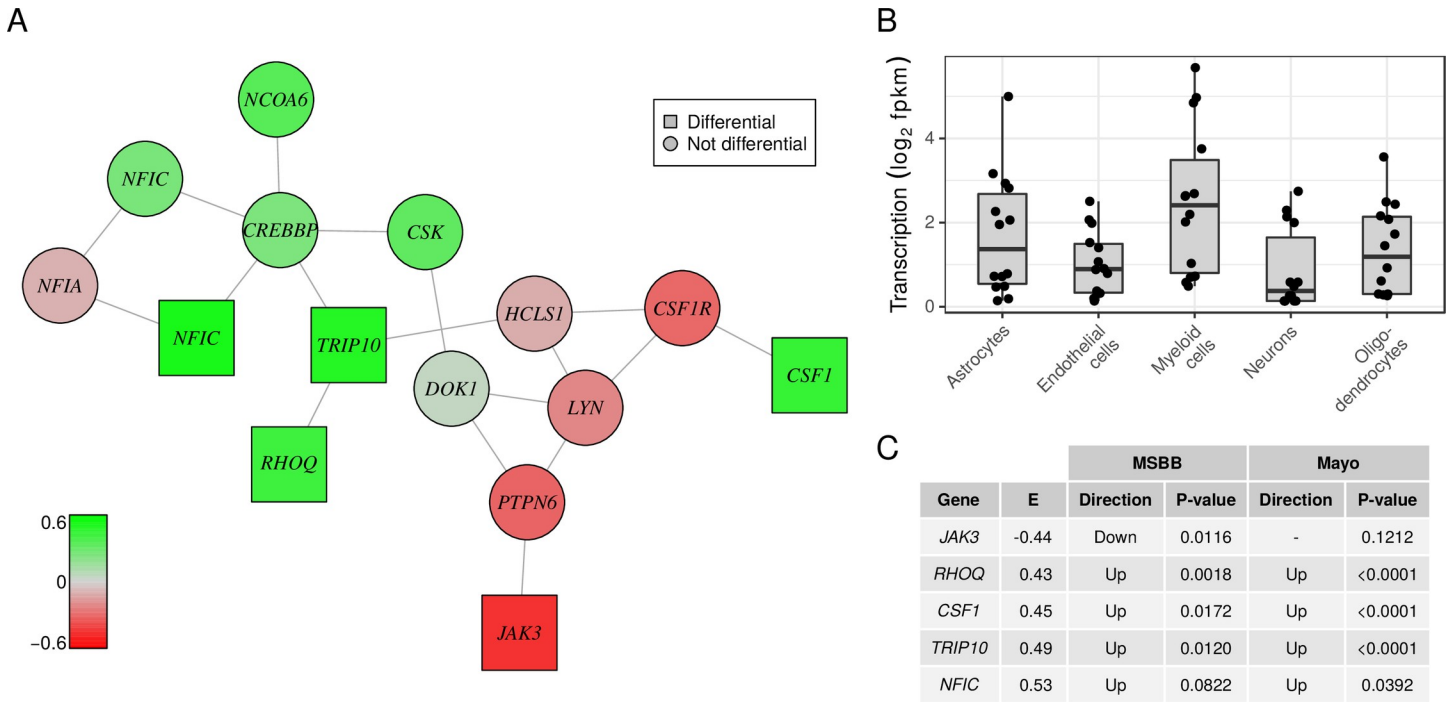 A
NCOA6
NFIC
CREBBP
CSK
NFIA
NFIC
TRIP10
HCLS1
CSF1R
CSF1
DOK1
LYN
RHOQ
PTPN6
JAK3
Differential
Not differential
0.6
0
−0.6
B
Transcription (log2 fpkm)
4
2
0
Astrocytes
Endothelial
cells
Myeloid
cells
Neurons
Oligo-
dendrocytes
C
MSBB Mayo
Gene E Direction P-value Direction P-value
JAK3 -0.44 Down 0.0116 - 0.1212
RHOQ 0.43 Up 0.0018 Up <0.0001
CSF1 0.45 Up 0.0172 Up <0.0001
TRIP10 0.49 Up 0.0120 Up <0.0001
NFIC 0.53 Up 0.0822 Up 0.0392